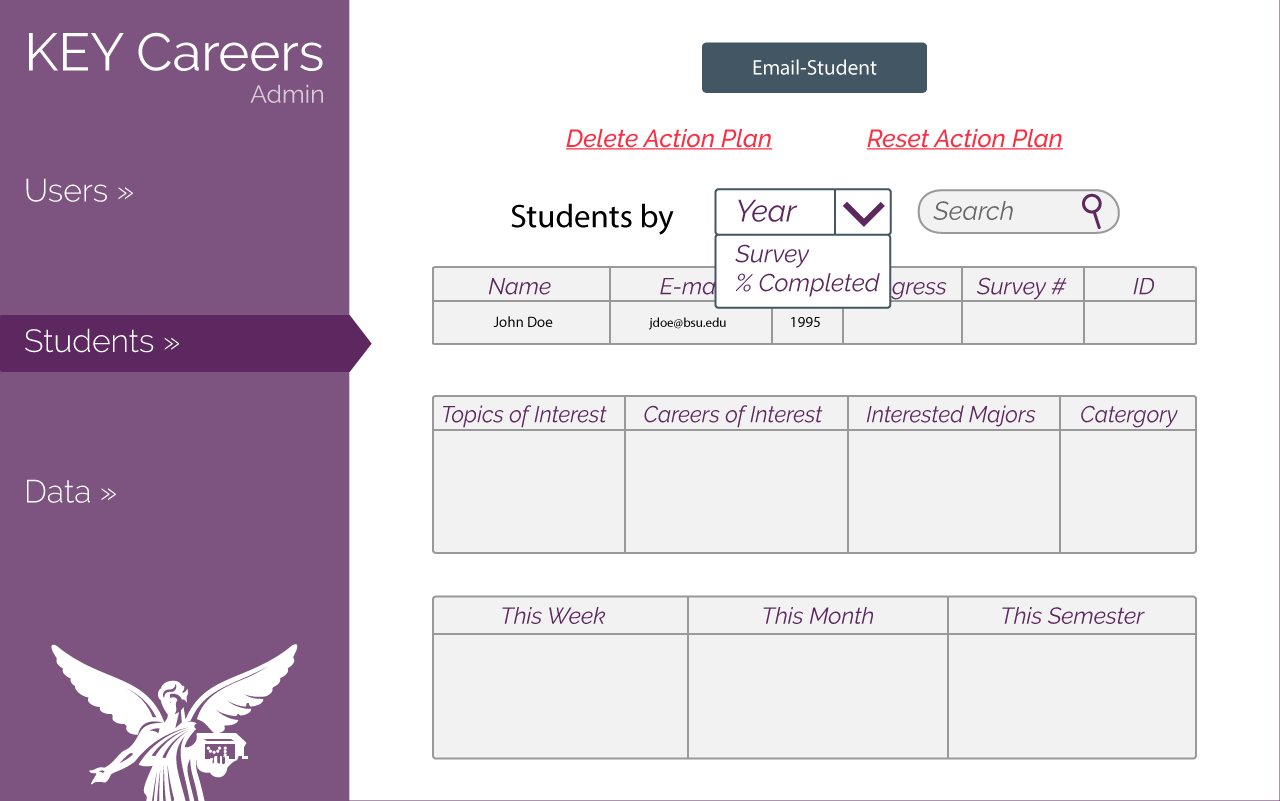 KEY Careers
Admin
Users »
Students »
Data »
Email-Student
Delete Action Plan Reset Action Plan
Students by Year Search
Survey
% Completed
Name E-ma gress Survey # ID
John Doe jdoe@bsu.edu 1995
Topics of Interest Careers of Interest Interested Majors Catergory
This Week This Month This Semester